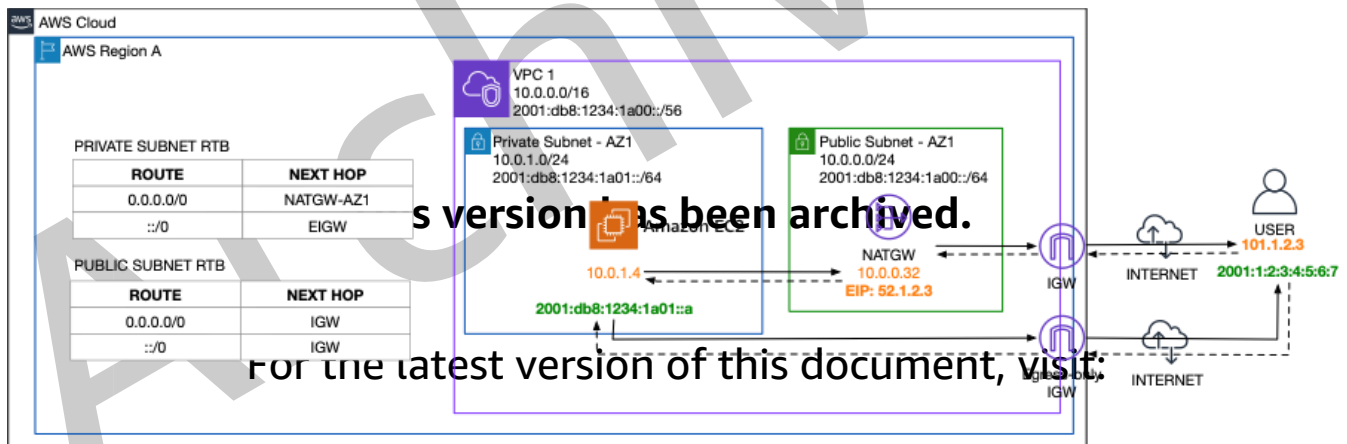 aws
AWS Cloud
AWS Region A
VPC 1
10.0.0.0/16
2001:db8:1234:1a00::/56
PRIVATE SUBNET RTB
ROUTE NEXT HOP
0.0.0.0/0 NATGW-AZ1
::/0 EIGW
PUBLIC SUBNET RTB
ROUTE NEXT HOP
0.0.0.0/0 IGW
::/0 IGW
Private Subnet - AZ1
10.0.1.0/24
2001:db8:1234:1a01::/64
Amazon EC2
10.0.1.4
2001:db8:1234:1a01::a
Public Subnet - AZ1
10.0.0.0/24
2001:db8:1234:1a00::/64
NATGW
10.0.0.32
EIP: 52.1.2.3
IGW
INTERNET
USER
101.1.2.3
2001:1:2:3:4:5:6:7
Egress-only
IGW
INTERNET
s version has been archived.
For the latest version of this document, visit:
Archiv